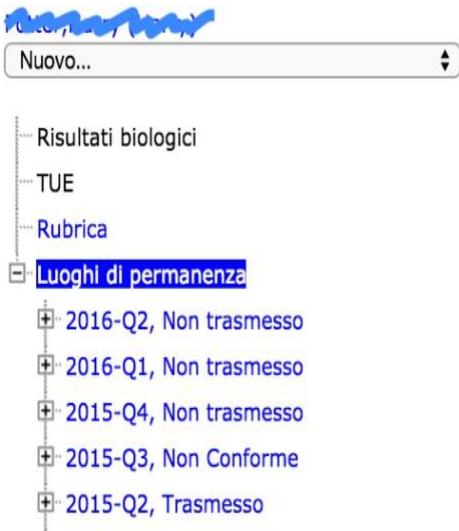 Nuovo...
Risultati biologici
TUE
Rubrica
Luoghi di permanenza
2016-Q2, Non trasmesso
2016-Q1, Non trasmesso
2015-Q4, Non trasmesso
2015-Q3, Non Conforme
2015-Q2, Trasmesso